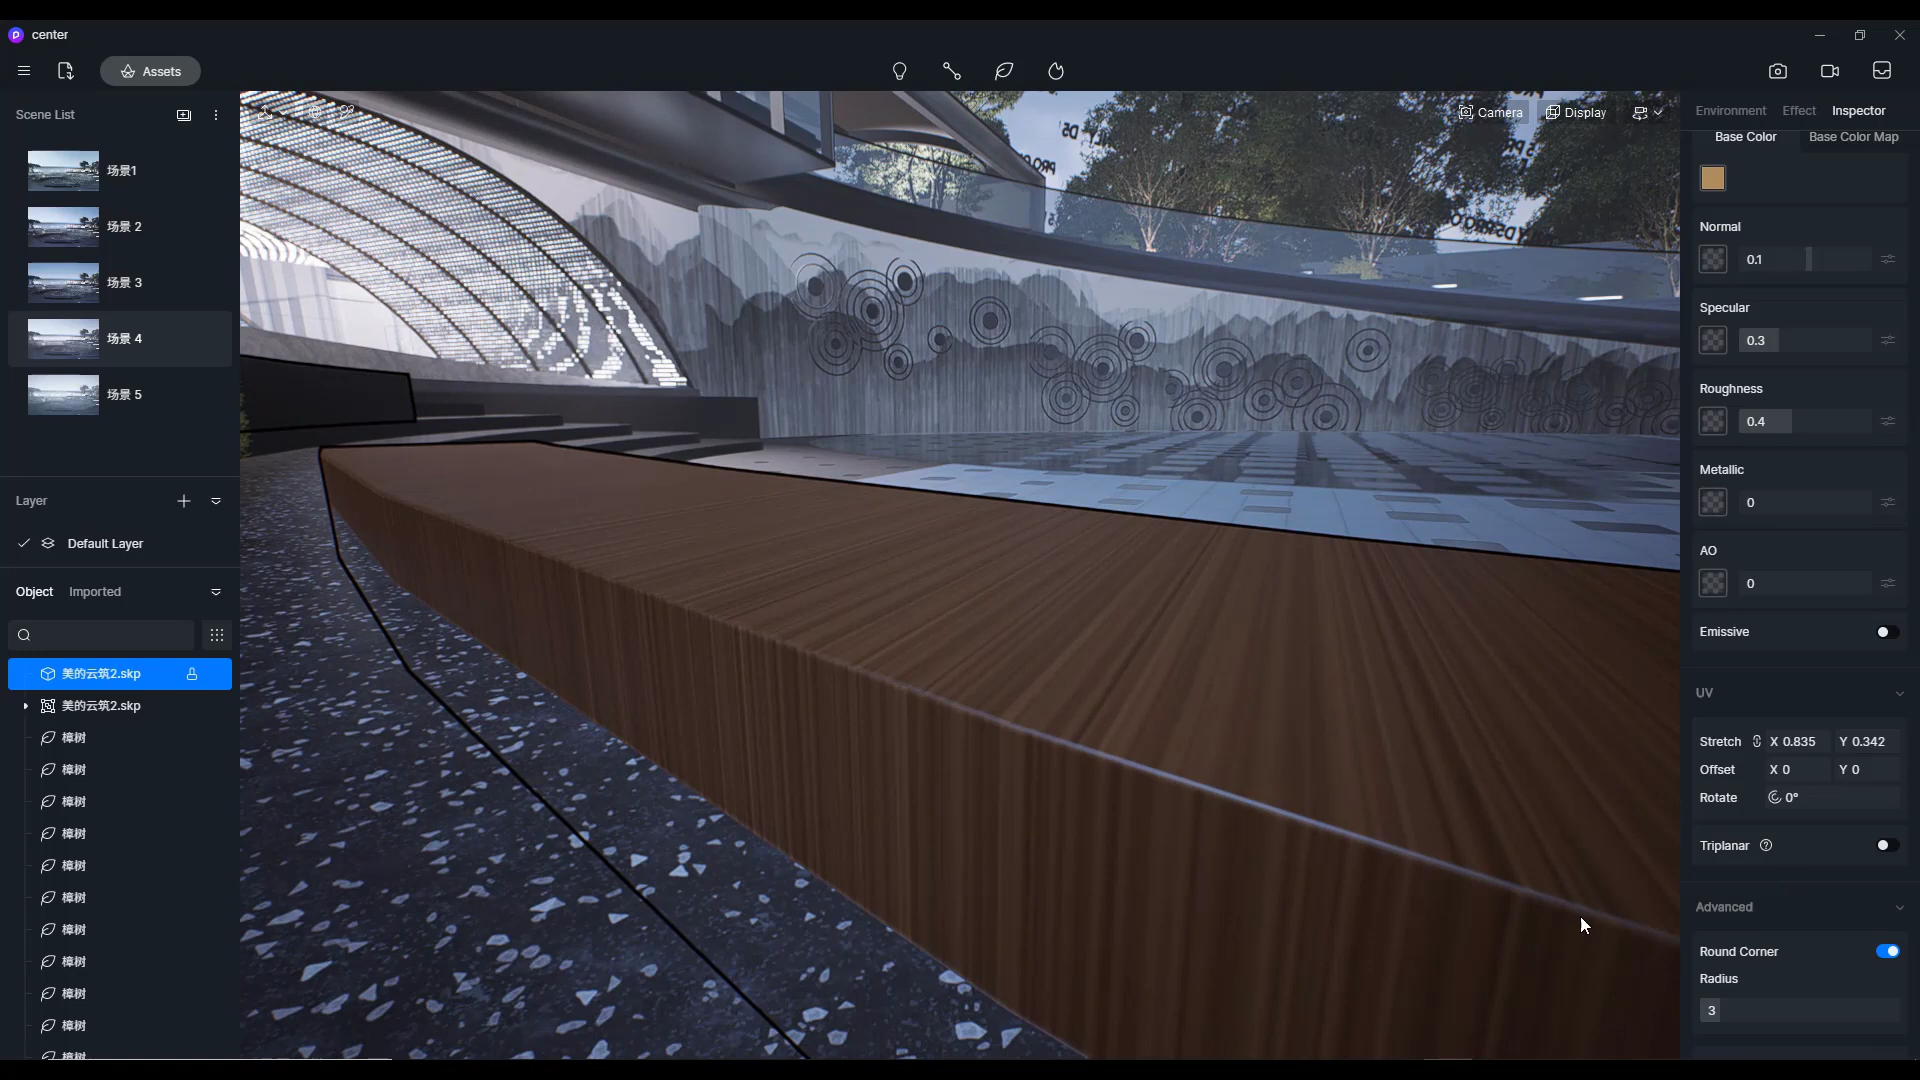 center
Assets
Scene List
场景1
场景 2
场景 3
场景 4
场景 5
Layer
Default Layer
Object Imported
美的云筑2.skp
美的云筑2.skp
樟树
樟树
樟树
樟树
樟树
樟树
樟树
樟树
樟树
樟树
樟树
Camera Display
Environment Effect Inspector
Base Color Base Color Map
Normal
0.1
Specular
0.3
Roughness
0.4
Metallic
0
AO
0
Emissive
UV
Stretch X 0.835 Y 0.342
Offset X 0 Y 0
Rotate 0°
Triplanar
Advanced
Round Corner
Radius
3